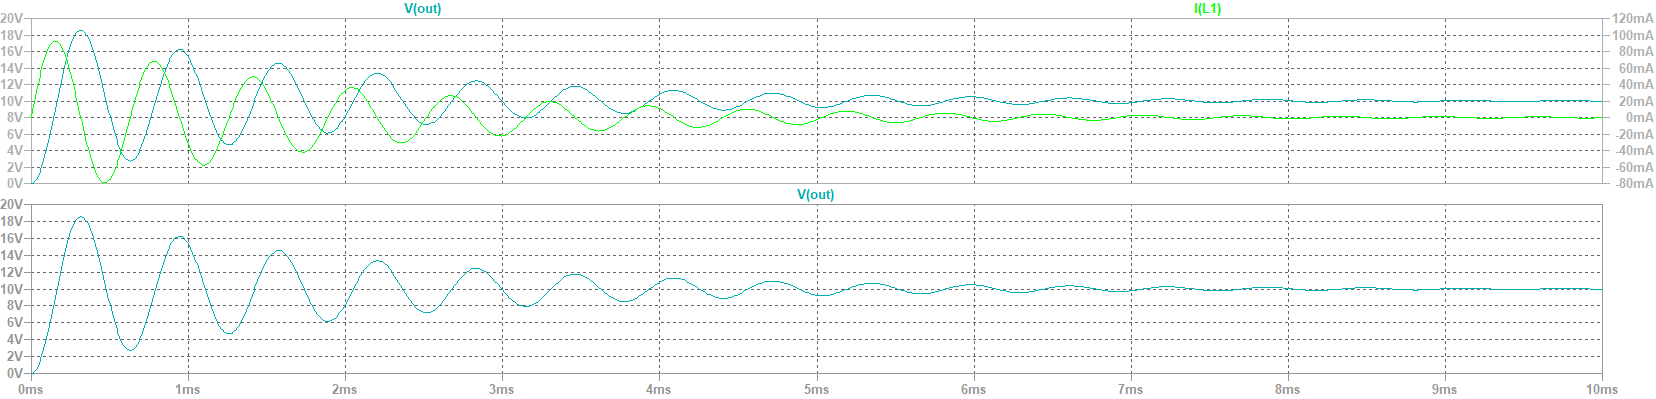 V(out) I(L1)
20V 120mA
18V 100mA
16V 80mA
14V 60mA
12V 40mA
10V 20mA
8V 0mA
6V -20mA
4V -40mA
2V -60mA
0V -80mA
V(out)
20V
18V
16V
14V
12V
10V
8V
6V
4V
2V
0V
0ms 1ms 2ms 3ms 4ms 5ms 6ms 7ms 8ms 9ms 10ms